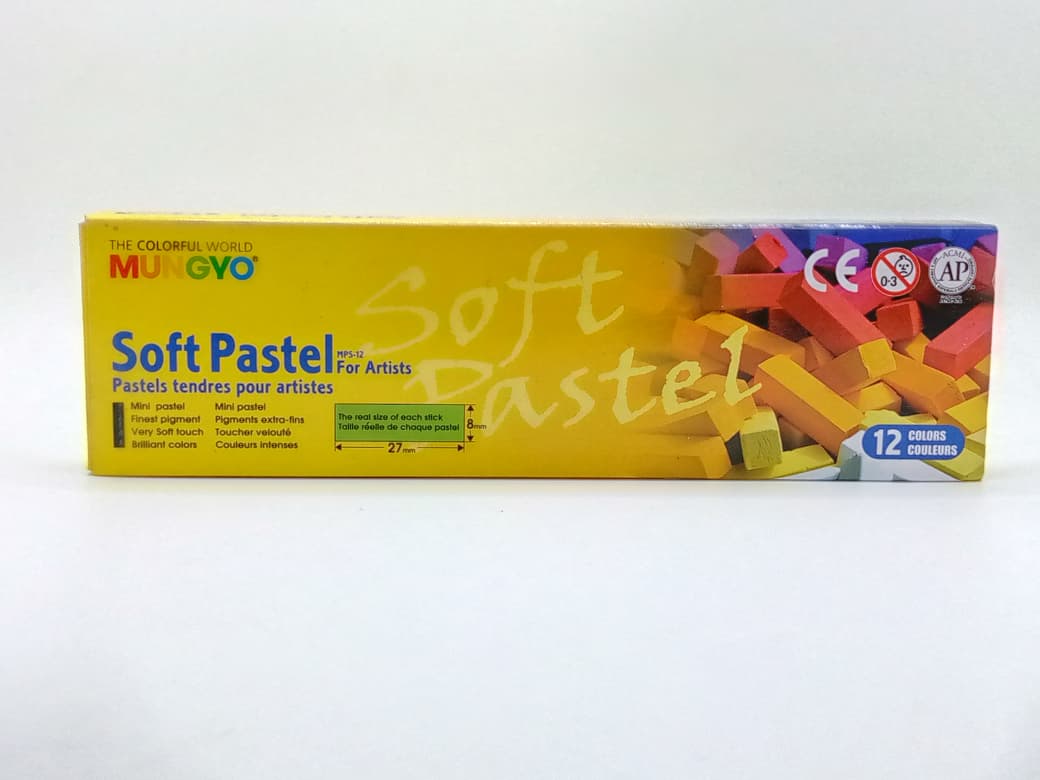 THE COLORFUL WORLD
MUNGYO®
Soft Pastel
MPS-12
For Artists
Pastels tendres pour artistes
Mini pastel
Finest pigment
Very Soft touch
Brilliant colors
Mini pastel
Pigments extra-fins
Toucher velouté
Couleurs intenses
The real size of each stick
Taille réelle de chaque pastel
8mm
27mm
Soft
Pastel
CE
0-3
ACMI
AP
12 COLORS
COULEURS